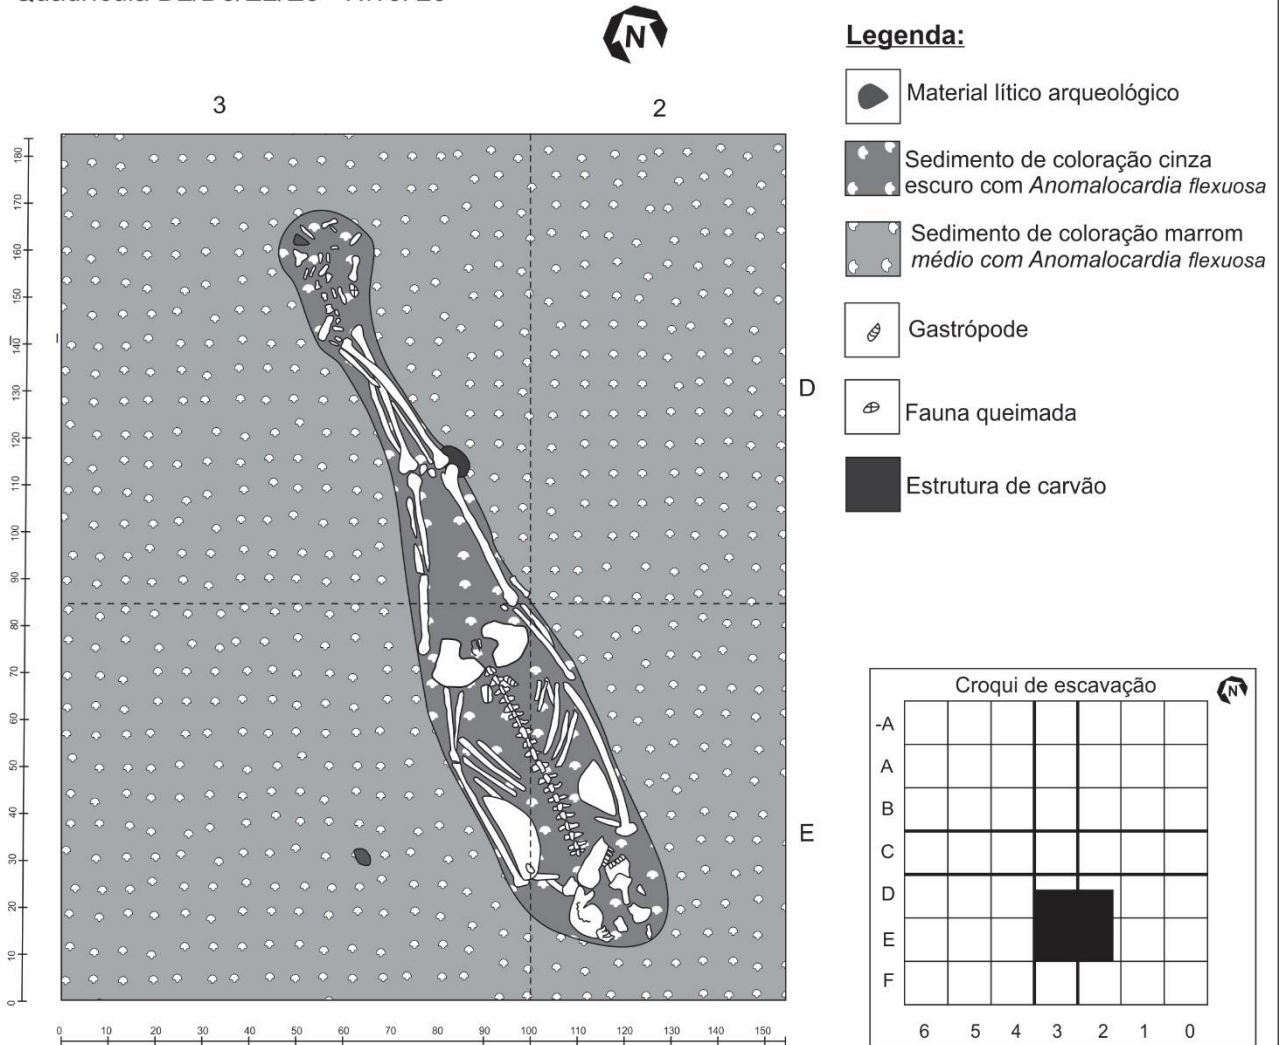 N
Legenda:
3
2
Material lítico arqueológico
Sedimento de coloração cinza
escuro com Anomalocardia flexuosa
Sedimento de coloração marrom
médio com Anomalocardia flexuosa
Gastrópode
Fauna queimada
Estrutura de carvão
D
E
180
170
160
150
140
130
120
110
100
90
80
70
60
50
40
30
20
10
0
0 10 20 30 40 50 60 70 80 90 100 110 120 130 140 150
Croqui de escavação
N
-A
A
B
C
D
E
F
6 5 4 3 2 1 0